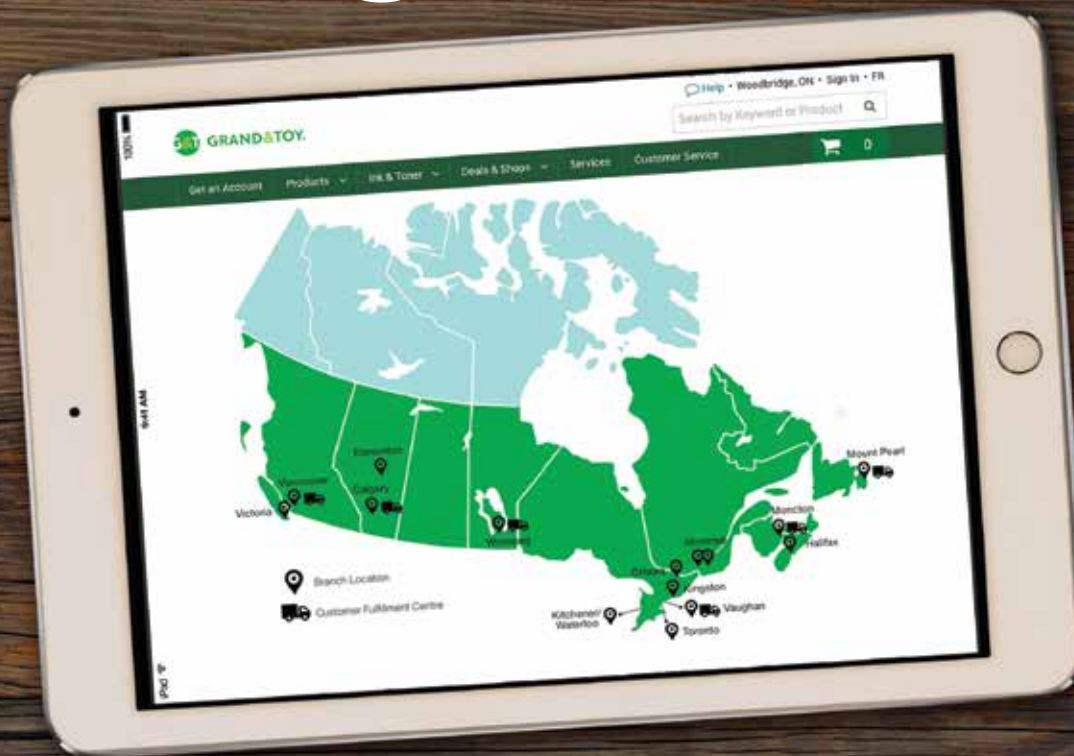 Help • Woodbridge, ON • Sign In • FR
G&T GRAND&TOY.
Search by Keyword or Product
Get an Account Products Ink & Toner Deals & Shops Services Customer Service 0
100%
9:41 AM
iPad
Edmonton
Vancouver
Calgary
Victoria
Winnipeg
Mount Pearl
Moncton
Halifax
Montreal
Ottawa
Kingston
Kitchener/
Waterloo
Vaughan
Toronto
Branch Location
Customer Fulfillment Centre